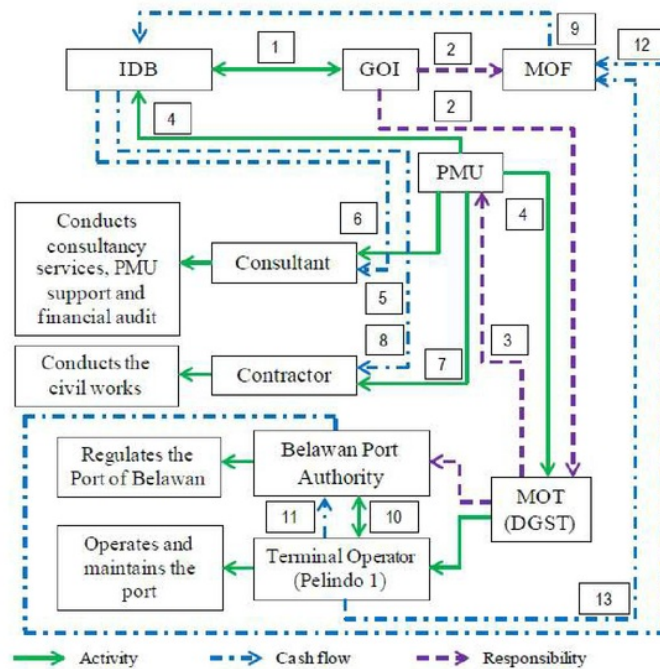 9
12
1
2
IDB
GOI
MOF
2
4
PMU
4
Conducts
consultancy
services, PMU
support and
financial audit
6
Consultant
5
8
3
Conducts the
civil works
Contractor
7
Regulates the
Port of Belawan
Belawan Port
Authority
MOT
(DGST)
11
10
Operates and
maintains the
port
Terminal Operator
(Pelindo 1)
13
Activity
Cash flow
Responsibility